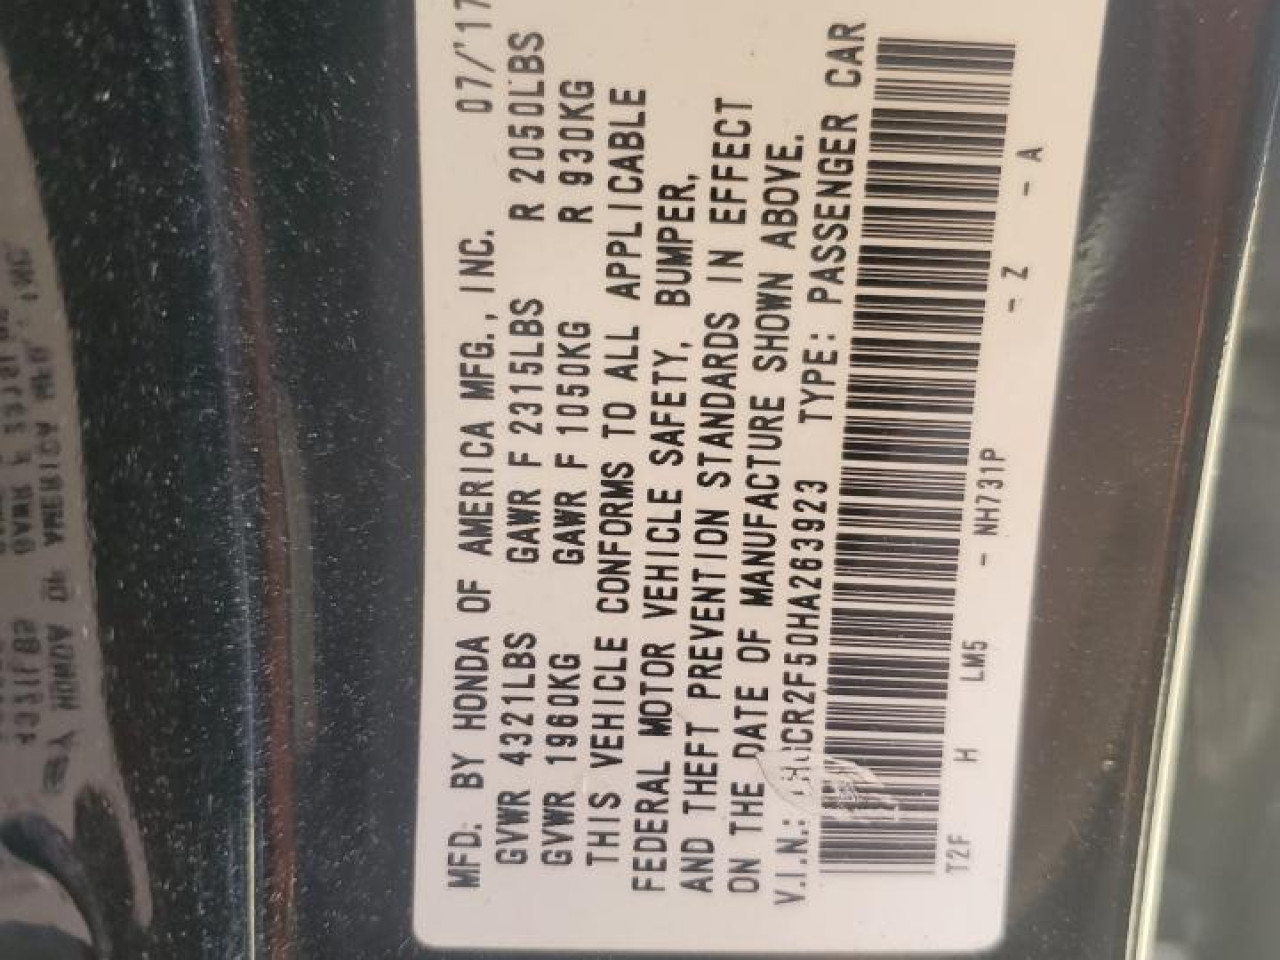 MFD. BY HONDA OF AMERICA MFG., INC. 07/'17
GVWR 4321LBS GAWR F 2315LBS R 2050LBS
GVWR 1960KG GAWR F 1050KG R 930KG
THIS VEHICLE CONFORMS TO ALL APPLICABLE
FEDERAL MOTOR VEHICLE SAFETY, BUMPER,
AND THEFT PREVENTION STANDARDS IN EFFECT
ON THE DATE OF MANUFACTURE SHOWN ABOVE.
V.I.N.: 1HGCR2F50HA263923 TYPE: PASSENGER CAR
T2F H LM5 - NH731P - Z - A